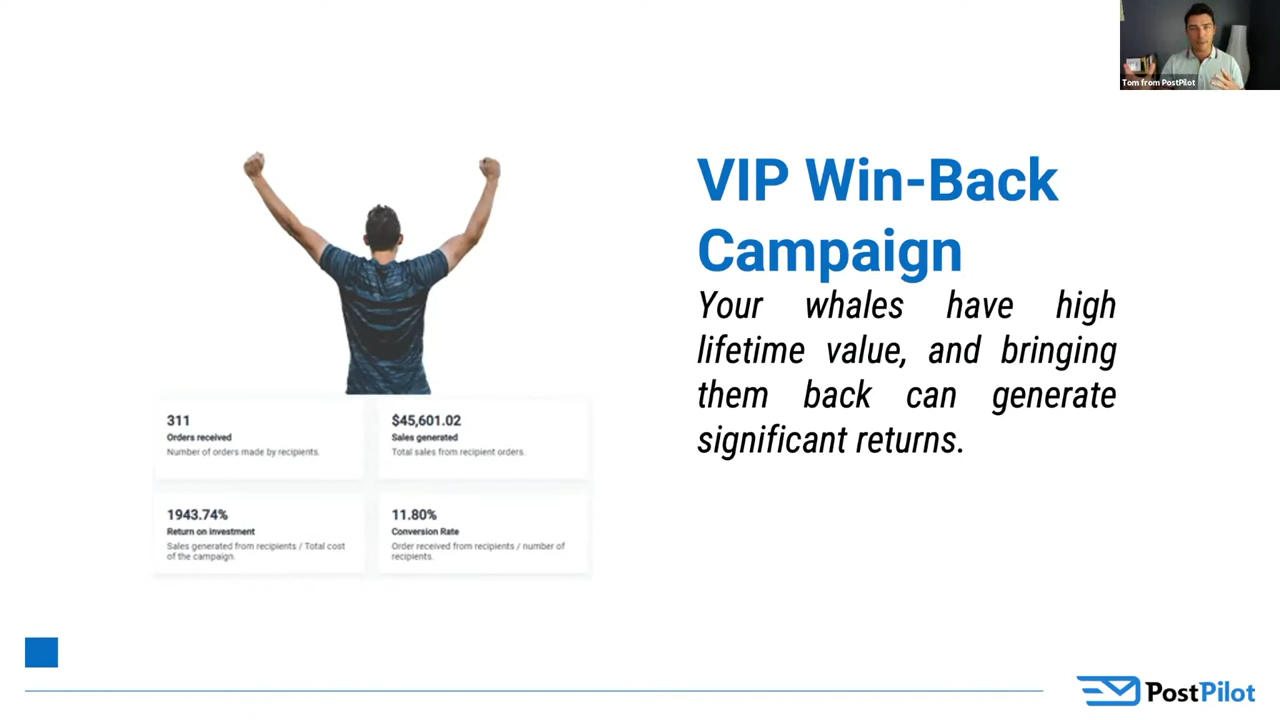 Tom from PostPilot
VIP Win-Back
Campaign
Your whales have high
lifetime value, and bringing
them back can generate
significant returns.
311
Orders received
Number of orders made by recipients.
$45,601.02
Sales generated
Total sales from recipient orders.
1943.74%
Return on investment
Sales generated from recipients / Total cost
of the campaign.
11.80%
Conversion Rate
Order received from recipients / number of
recipients.
PostPilot